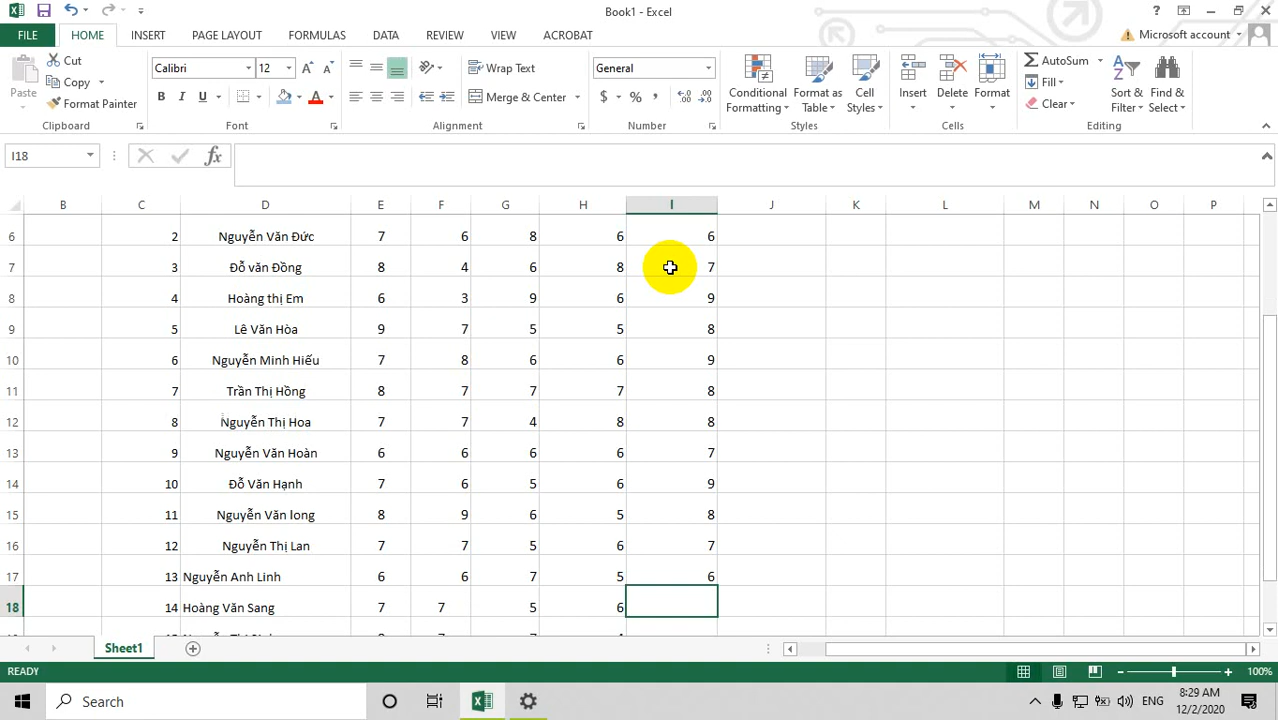 Book1 - Excel
?
FILE HOME INSERT PAGE LAYOUT FORMULAS DATA REVIEW VIEW ACROBAT Microsoft account
Paste Cut Copy Format Painter Clipboard
Calibri 12 B I U A Font
Wrap Text Merge & Center Alignment
General $ % , Number
Conditional Formatting Format as Table Cell Styles Styles
Insert Delete Format Cells
AutoSum Fill Clear Sort & Filter Find & Select Editing
I18 fx
B C D E F G H I J K L M N O P
6 2 Nguyễn Văn Đức 7 6 8 6 6
7 3 Đỗ văn Đồng 8 4 6 8 7
8 4 Hoàng thị Em 6 3 9 6 9
9 5 Lê Văn Hòa 9 7 5 5 8
10 6 Nguyễn Minh Hiếu 7 8 6 6 9
11 7 Trần Thị Hồng 8 7 7 7 8
12 8 Nguyễn Thị Hoa 7 7 4 8 8
13 9 Nguyễn Văn Hoàn 6 6 6 6 7
14 10 Đỗ Văn Hạnh 7 6 5 6 9
15 11 Nguyễn Văn long 8 9 6 5 8
16 12 Nguyễn Thị Lan 7 7 5 6 7
17 13 Nguyễn Anh Linh 6 6 7 5 6
18 14 Hoàng Văn Sang 7 7 5 6
Sheet1
READY 100%
Search ENG 8:29 AM
12/2/2020